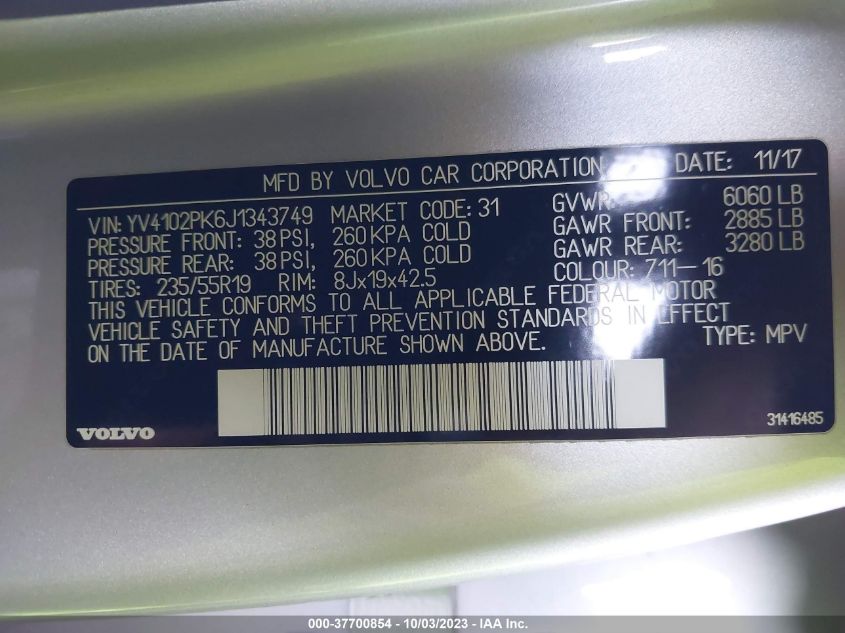 MFD BY VOLVO CAR CORPORATION DATE: 11/17
VIN: YV4102PK6J1343749 MARKET CODE: 31 GVWR 6060 LB
PRESSURE FRONT: 38 PSI, 260 KPA COLD GAWR FRONT: 2885 LB
PRESSURE REAR: 38 PSI, 260 KPA COLD GAWR REAR: 3280 LB
TIRES: 235/55R19 RIM: 8Jx19x42.5 COLOUR: 711-16
THIS VEHICLE CONFORMS TO ALL APPLICABLE FEDERAL MOTOR
VEHICLE SAFETY AND THEFT PREVENTION STANDARDS IN EFFECT
ON THE DATE OF MANUFACTURE SHOWN ABOVE. TYPE: MPV
VOLVO 31416485
000-37700854 - 10/03/2023 - IAA Inc.